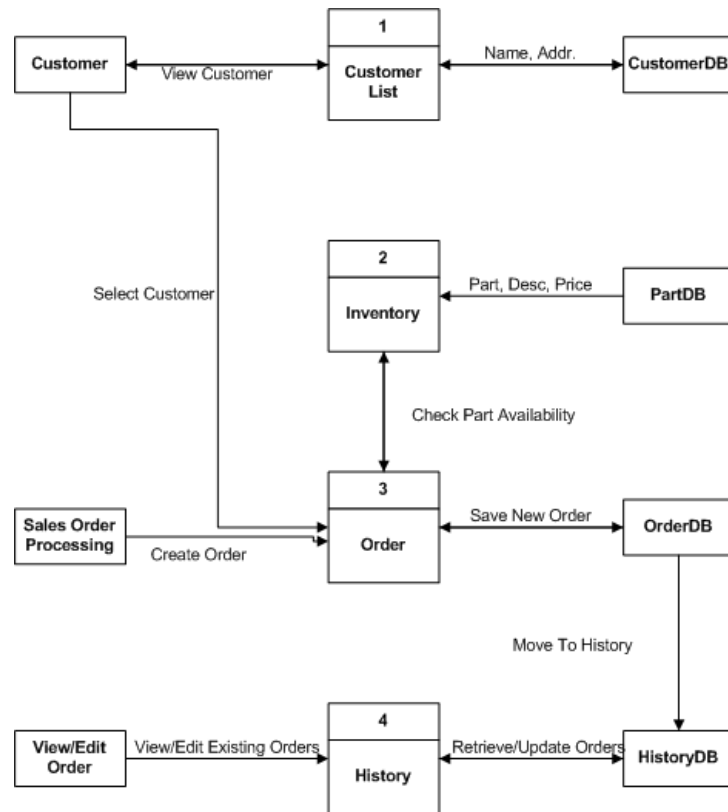 1
Customer
View Customer
Customer
List
Name, Addr.
CustomerDB
2
Select Customer
Inventory
Part, Desc, Price
PartDB
Check Part Availability
3
Sales Order
Processing
Create Order
Order
Save New Order
OrderDB
Move To History
4
View/Edit
Order
View/Edit Existing Orders
History
Retrieve/Update Orders
HistoryDB